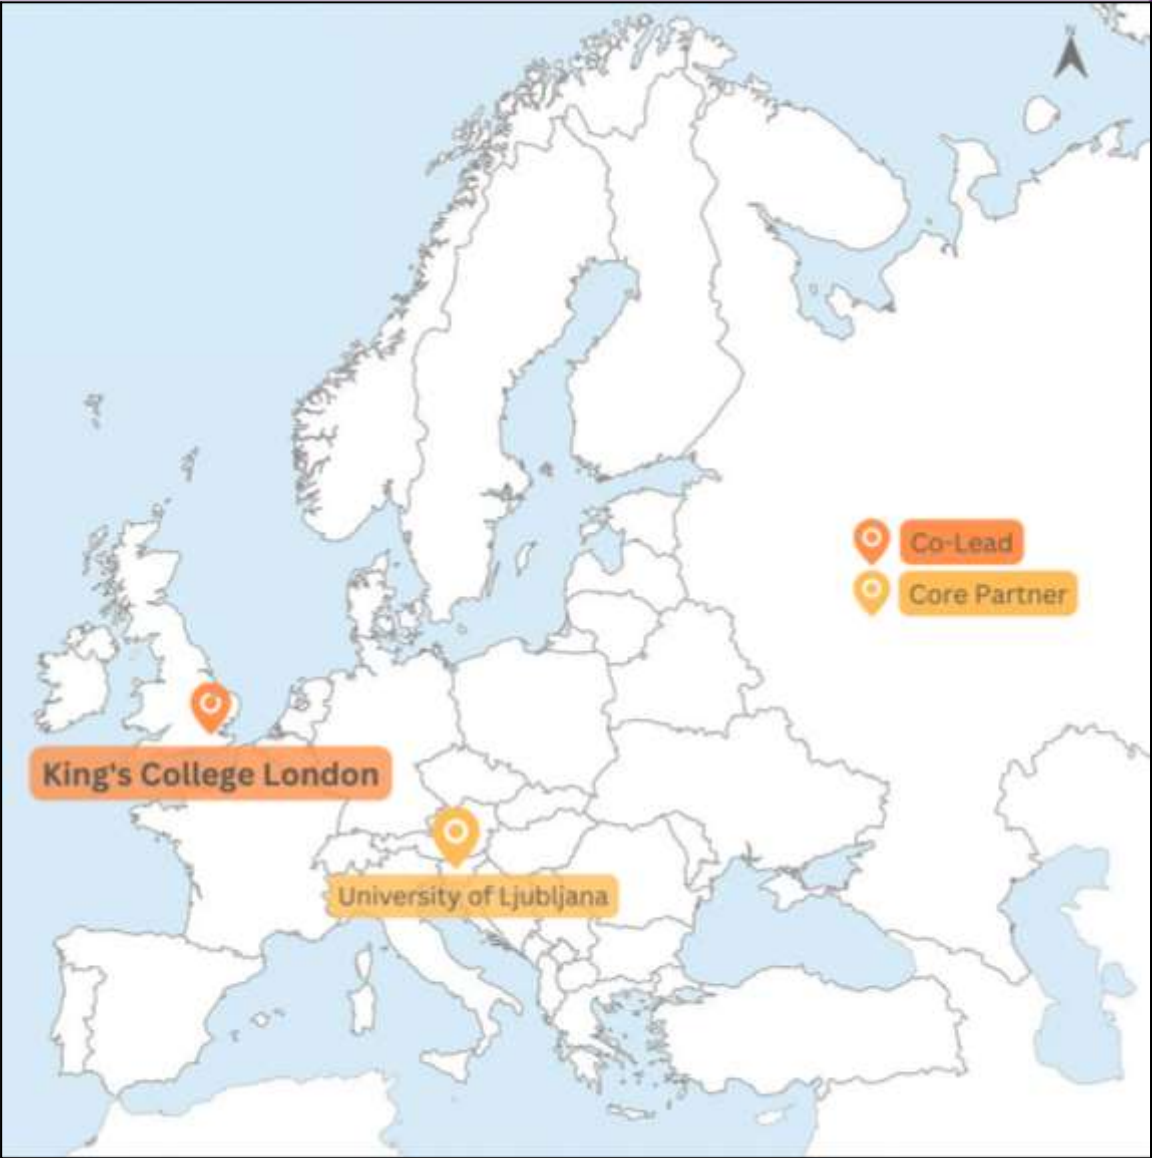 N
Co-Lead
Core Partner
King's College London
University of Ljubljana